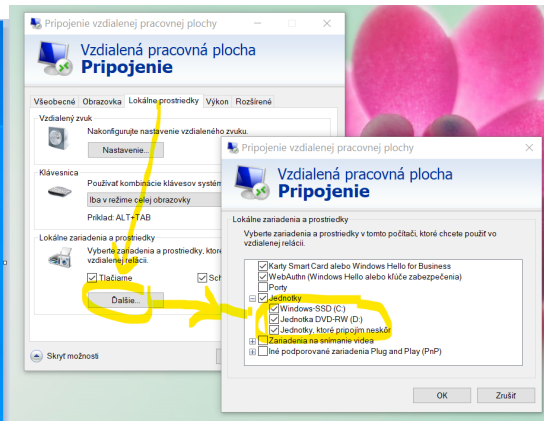 Pripojenie vzdialenej pracovnej plochy
Vzdialená pracovná plocha
Pripojenie
Všeobecné Obrazovka Lokálne prostriedky Výkon Rozšírené
Vzdialený zvuk
Nakonfigurujte nastavenie vzdialeného zvuku.
Nastavenie...
Klávesnica
Používať kombinácie klávesov systém
Iba v režime celej obrazovky
Príklad: ALT+TAB
Lokálne zariadenia a prostriedky
Vyberte zariadenia a prostriedky, ktoré
vzdialenej relácii.
Tlačiarne
Sch
Ďalšie...
Skryť možnosti
Pripojenie vzdialenej pracovnej plochy
Vzdialená pracovná plocha
Pripojenie
Lokálne zariadenia a prostriedky
Vyberte zariadenia a prostriedky v tomto počítači, ktoré chcete použiť vo
vzdialenej relácii.
Karty Smart Card alebo Windows Hello for Business
WebAuthn (Windows Hello alebo kľúče zabezpečenia)
Porty
Jednotky
Windows-SSD (C:)
Jednotka DVD-RW (D:)
Jednotky, ktoré pripojím neskôr
Zariadenia na snímanie videa
Iné podporované zariadenia Plug and Play (PnP)
OK Zrušiť